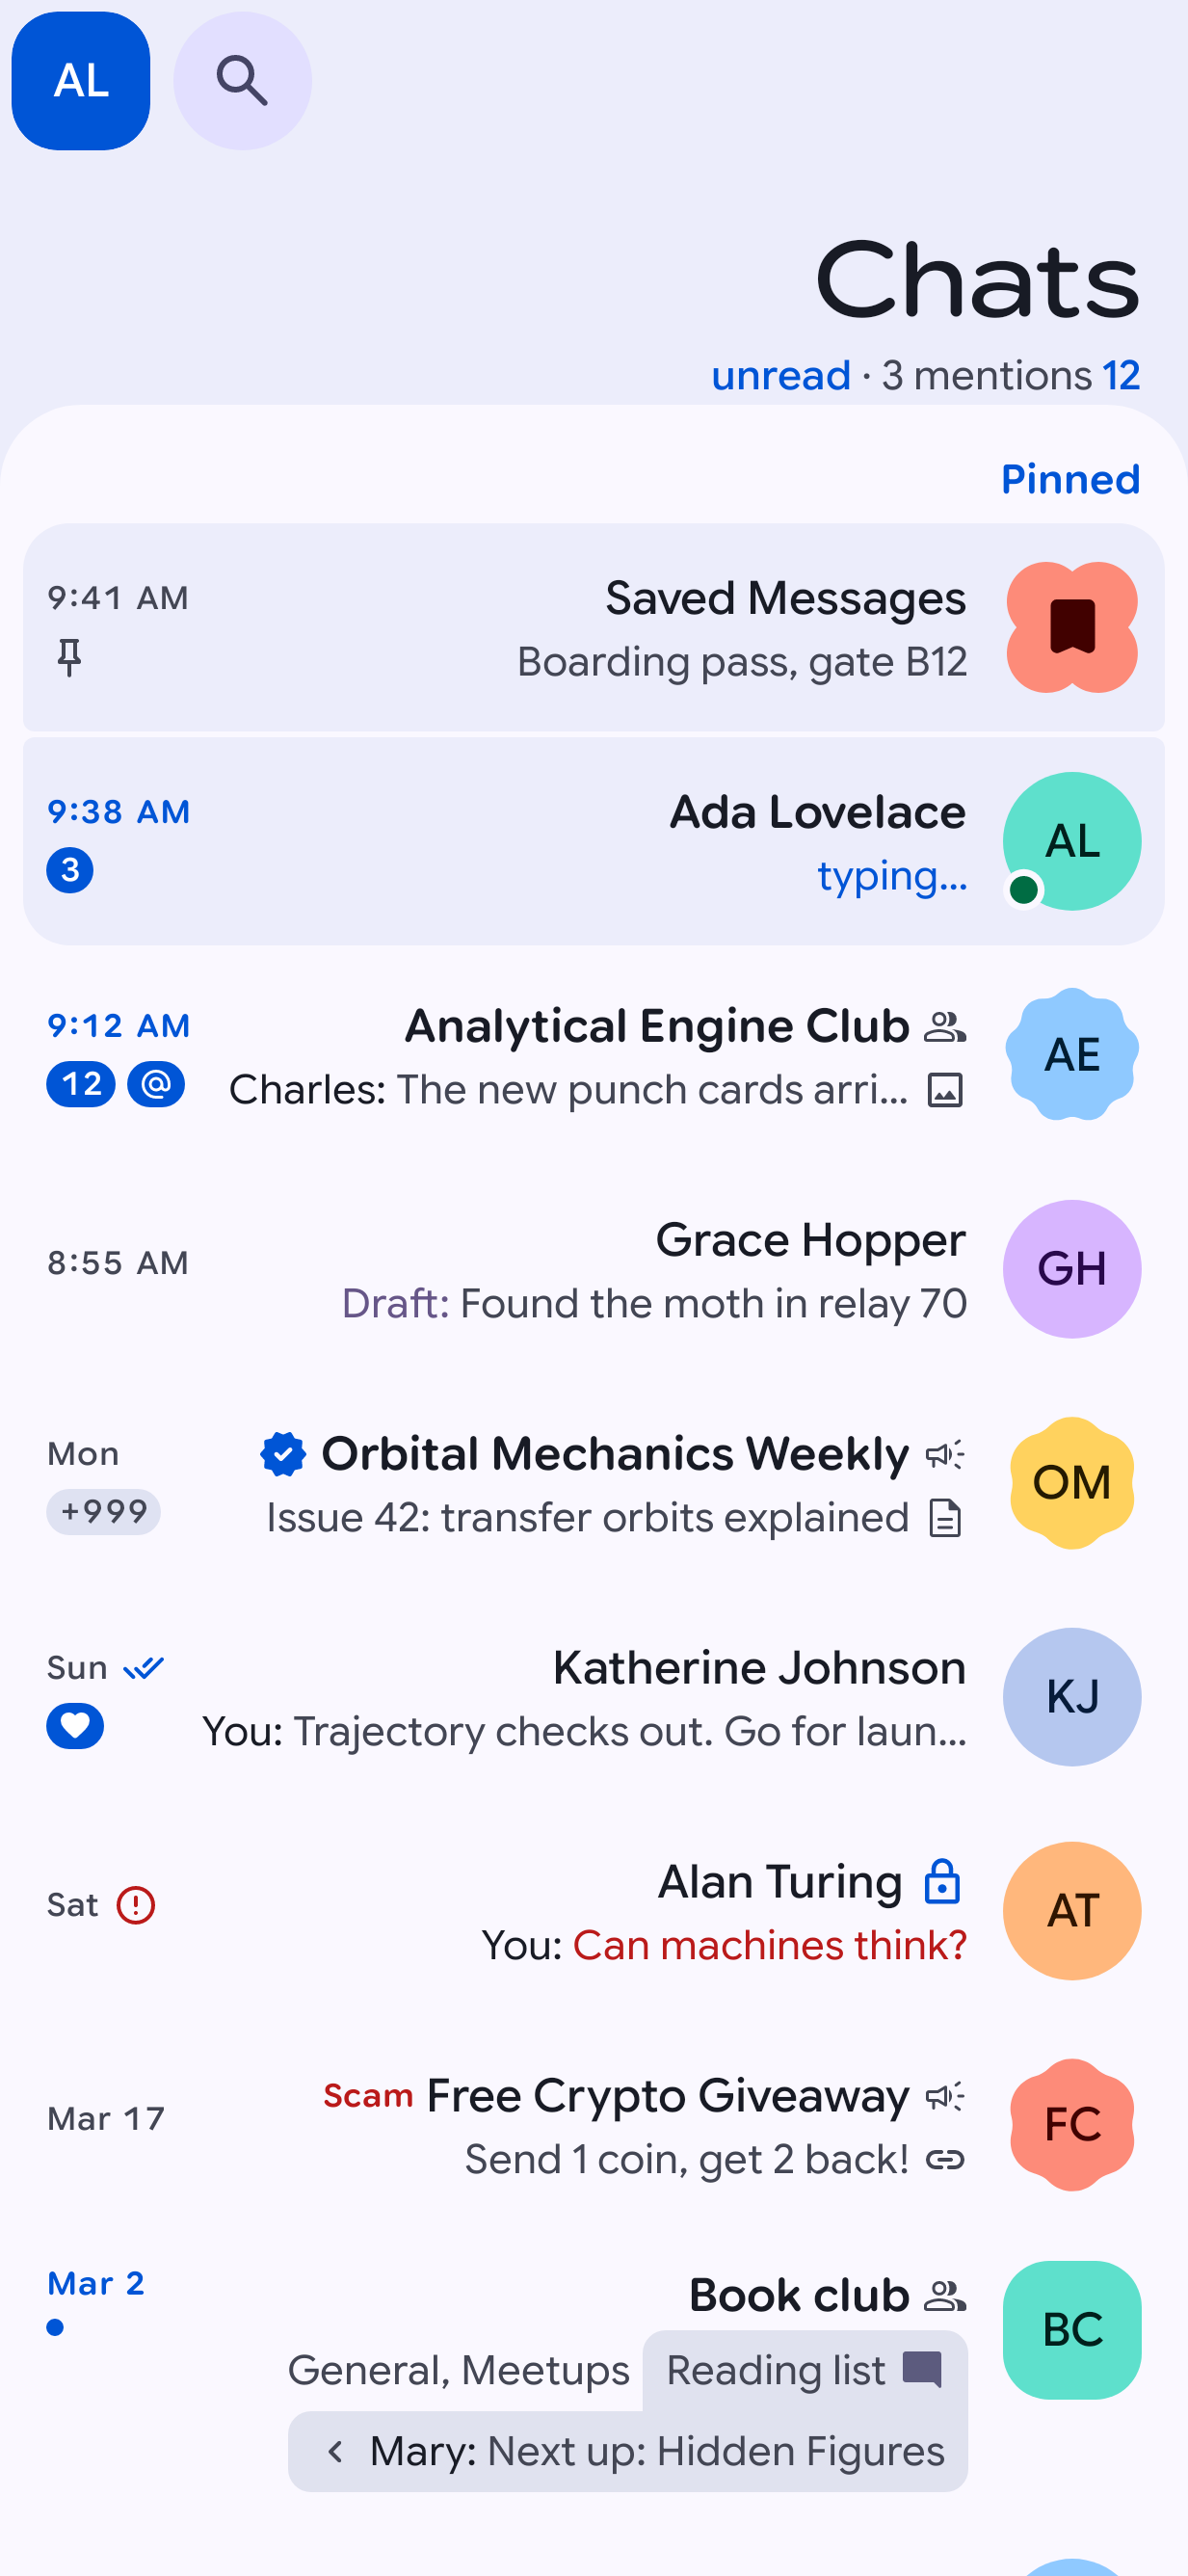 AL
Chats
unread · 3 mentions 12
Pinned
9:41 AM
Saved Messages
Boarding pass, gate B12
9:38 AM
Ada Lovelace
AL
3
typing...
9:12 AM
Analytical Engine Club
AE
12 @
Charles: The new punch cards arri...
8:55 AM
Grace Hopper
GH
Draft: Found the moth in relay 70
Mon
Orbital Mechanics Weekly
OM
+999
Issue 42: transfer orbits explained
Sun
Katherine Johnson
KJ
You: Trajectory checks out. Go for laun...
Sat
Alan Turing
AT
You: Can machines think?
Mar 17
Scam Free Crypto Giveaway
FC
Send 1 coin, get 2 back!
Mar 2
Book club
BC
General, Meetups Reading list
Mary: Next up: Hidden Figures